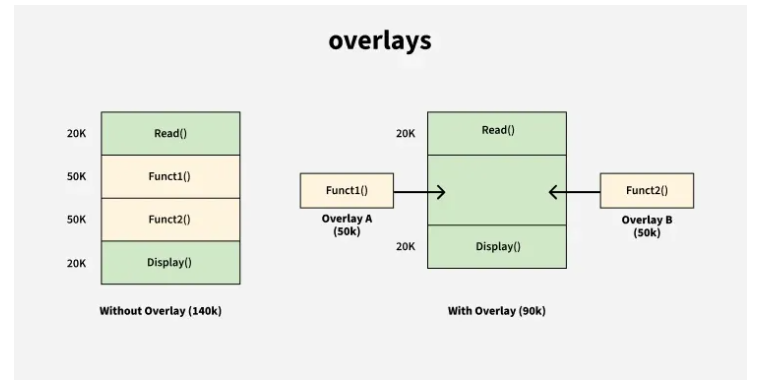 overlays
20K
Read()
50K
Funct1()
50K
Funct2()
20K
Display()
Without Overlay (140k)
20K
Read()
Funct1()
Overlay A
(50k)
Funct2()
Overlay B
(50k)
20K
Display()
With Overlay (90k)